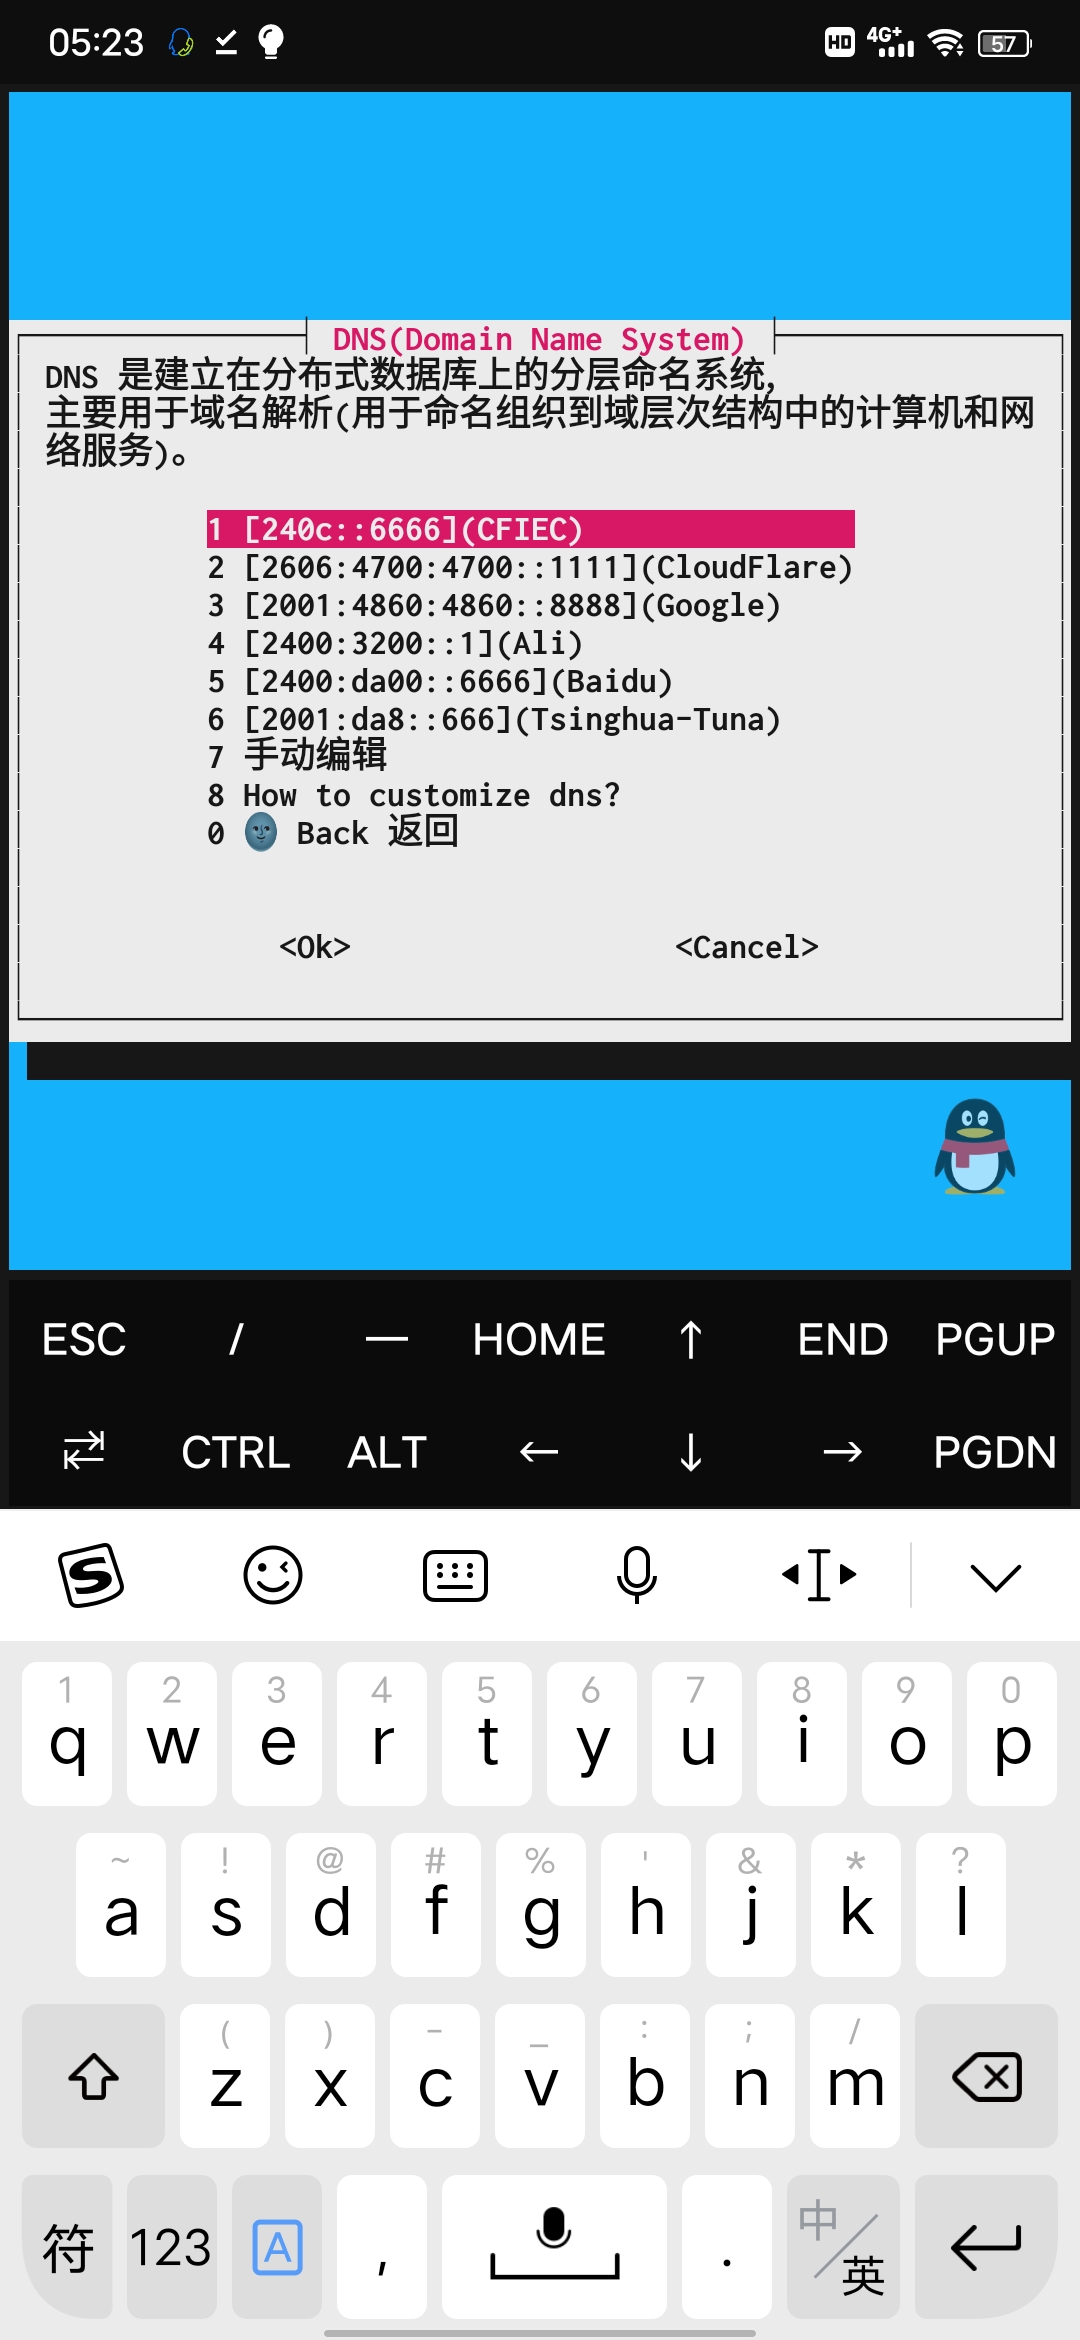 05:23
HD 4G+ 57
DNS(Domain Name System)
DNS 是建立在分布式数据库上的分层命名系统,
主要用于域名解析(用于命名组织到域层次结构中的计算机和网
络服务)。
1 [240c::6666](CFIEC)
2 [2606:4700:4700::1111](CloudFlare)
3 [2001:4860:4860::8888](Google)
4 [2400:3200::1](Ali)
5 [2400:da00::6666](Baidu)
6 [2001:da8::666](Tsinghua-Tuna)
7 手动编辑
8 How to customize dns?
0 🌚 Back 返回
<Ok> <Cancel>
ESC / — HOME ↑ END PGUP
⇄ CTRL ALT ← ↓ → PGDN
S
1 2 3 4 5 6 7 8 9 0
q w e r t y u i o p
~ ! @ # % ' & * ?
a s d f g h j k l
( ) - _ : ; /
z x c v b n m
符 123 A , . 中/英